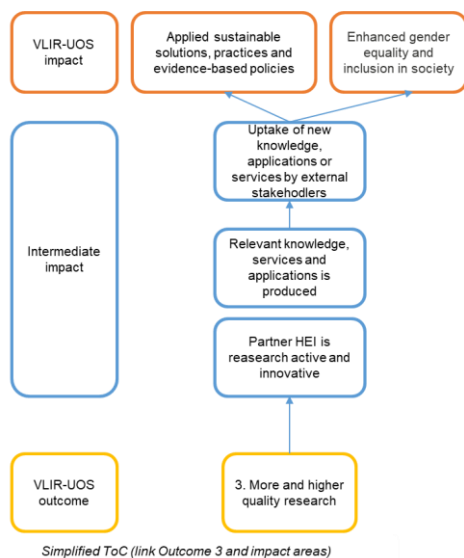 VLIR-UOS
impact
Applied sustainable
solutions, practices and
evidence-based policies
Enhanced gender
equality and
inclusion in society
Intermediate
impact
Uptake of new
knowledge,
applications or
services by external
stakehodlers
Relevant knowledge,
services and
applications is
produced
Partner HEI is
reasearch active and
innovative
VLIR-UOS
outcome
3. More and higher
quality research
Simplified ToC (link Outcome 3 and impact areas)